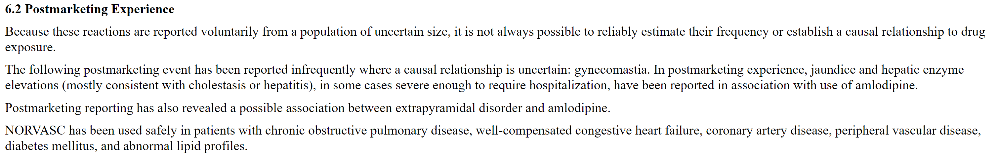 6.2 Postmarketing Experience
Because these reactions are reported voluntarily from a population of uncertain size, it is not always possible to reliably estimate their frequency or establish a causal relationship to drug
exposure.
The following postmarketing event has been reported infrequently where a causal relationship is uncertain: gynecomastia. In postmarketing experience, jaundice and hepatic enzyme
elevations (mostly consistent with cholestasis or hepatitis), in some cases severe enough to require hospitalization, have been reported in association with use of amlodipine.
Postmarketing reporting has also revealed a possible association between extrapyramidal disorder and amlodipine.
NORVASC has been used safely in patients with chronic obstructive pulmonary disease, well-compensated congestive heart failure, coronary artery disease, peripheral vascular disease,
diabetes mellitus, and abnormal lipid profiles.